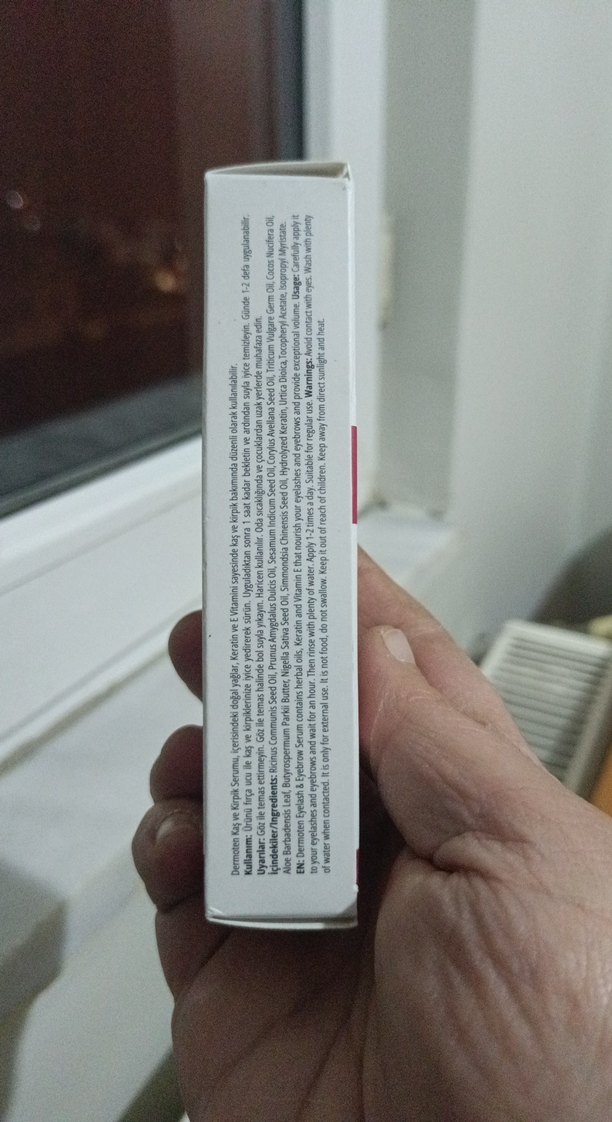 Dermoten Kaş ve Kirpik Serumu, içerisindeki doğal yağlar, Keratin ve E Vitamini sayesinde kaş ve kirpik bakımında düzenli olarak kullanılabilir.
Kullanım: Ürünü fırça ucu ile kaş ve kirpiklerinize iyice yedirerek sürün. Uyguladıktan sonra 1 saat kadar bekletin ve ardından suyla iyice temizleyin. Günde 1-2 defa uygulanabilir.
Uyarılar: Göz ile temas ettirmeyin. Göz ile temas halinde bol suyla yıkayın. Haricen kullanılır. Oda sıcaklığında ve çocuklardan uzak yerlerde muhafaza edin.
İçindekiler/Ingredients: Ricinus Communis Seed Oil, Prunus Amygdalus Dulcis Oil, Sesamum Indicum Seed Oil, Corylus Avellana Seed Oil, Triticum Vulgare Germ Oil, Cocos Nucifera Oil,
Aloe Barbadensis Leaf, Butyrospermum Parkii Butter, Nigella Sativa Seed Oil, Simmondsia Chinensis Seed Oil, Hydrolyzed Keratin, Urtica Dioica, Tocopheryl Acetate, Isopropyl Myristate.
EN: Dermoten Eyelash & Eyebrow Serum contains herbal oils, Keratin and Vitamin E that nourish your eyelashes and eyebrows and provide exceptional volume. Usage: Carefully apply it
to your eyelashes and eyebrows and wait for an hour. Then rinse with plenty of water. Apply 1-2 times a day. Suitable for regular use. Warnings: Avoid contact with eyes. Wash with plenty
of water when contacted. It is only for external use. It is not food, do not swallow. Keep it out of reach of children. Keep away from direct sunlight and heat.